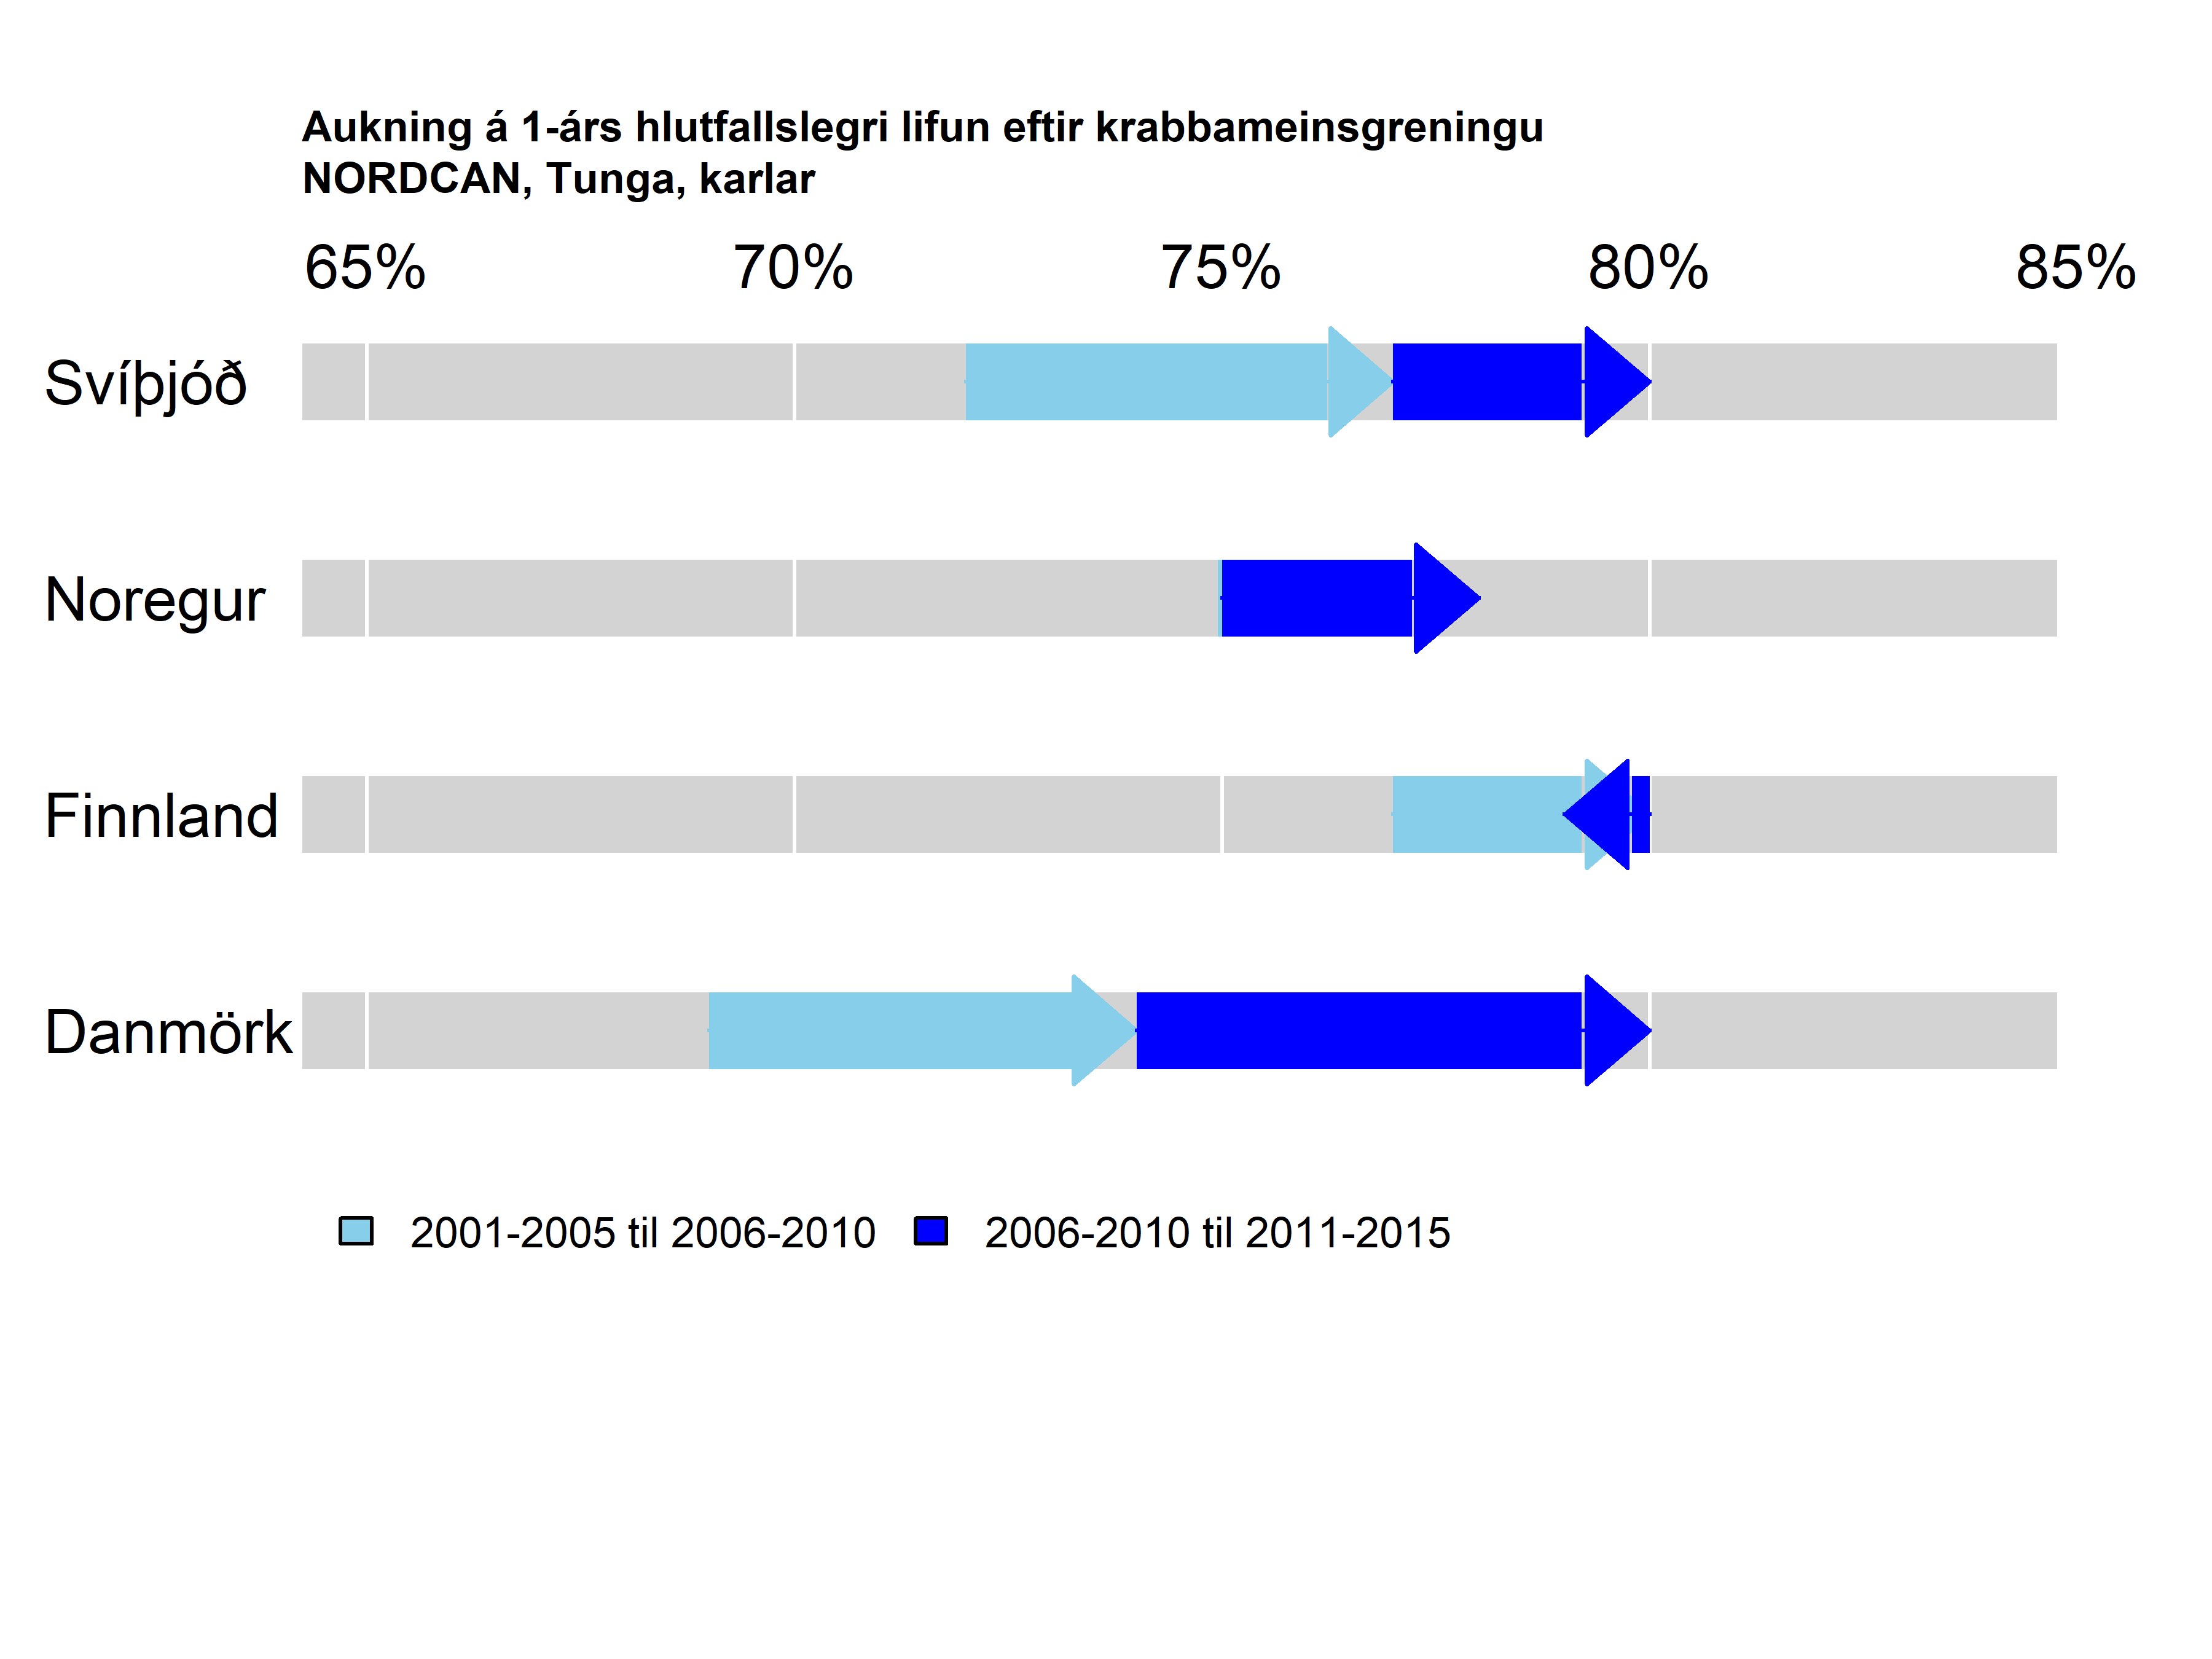 Aukning á 1-árs hlutfallslegri lifun eftir krabbameinsgreningu
NORDCAN, Tunga, karlar
65% 70% 75% 80% 85%
Svíþjóð
Noregur
Finnland
Danmörk
2001-2005 til 2006-2010 2006-2010 til 2011-2015